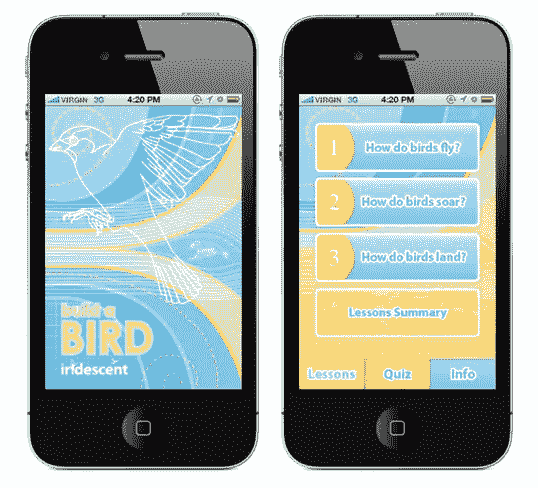 VIRGIN 3G 4:20 PM
build a
BIRD
iridescent
VIRGIN 3G 4:20 PM
1 How do birds fly?
2 How do birds soar?
3 How do birds land?
Lessons Summary
Lessons Quiz Info